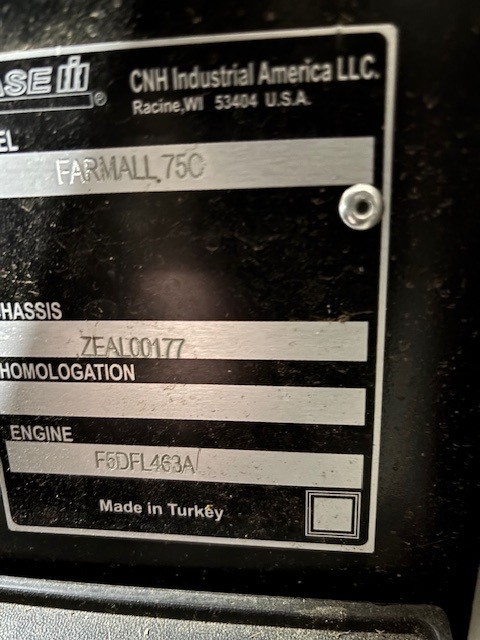 ASE IH ®
CNH Industrial America LLC.
Racine,WI 53404 U.S.A.
EL
FARMALL 75C
HASSIS
ZEAL00177
HOMOLOGATION
ENGINE
F5DFL463A/
Made in Turkey